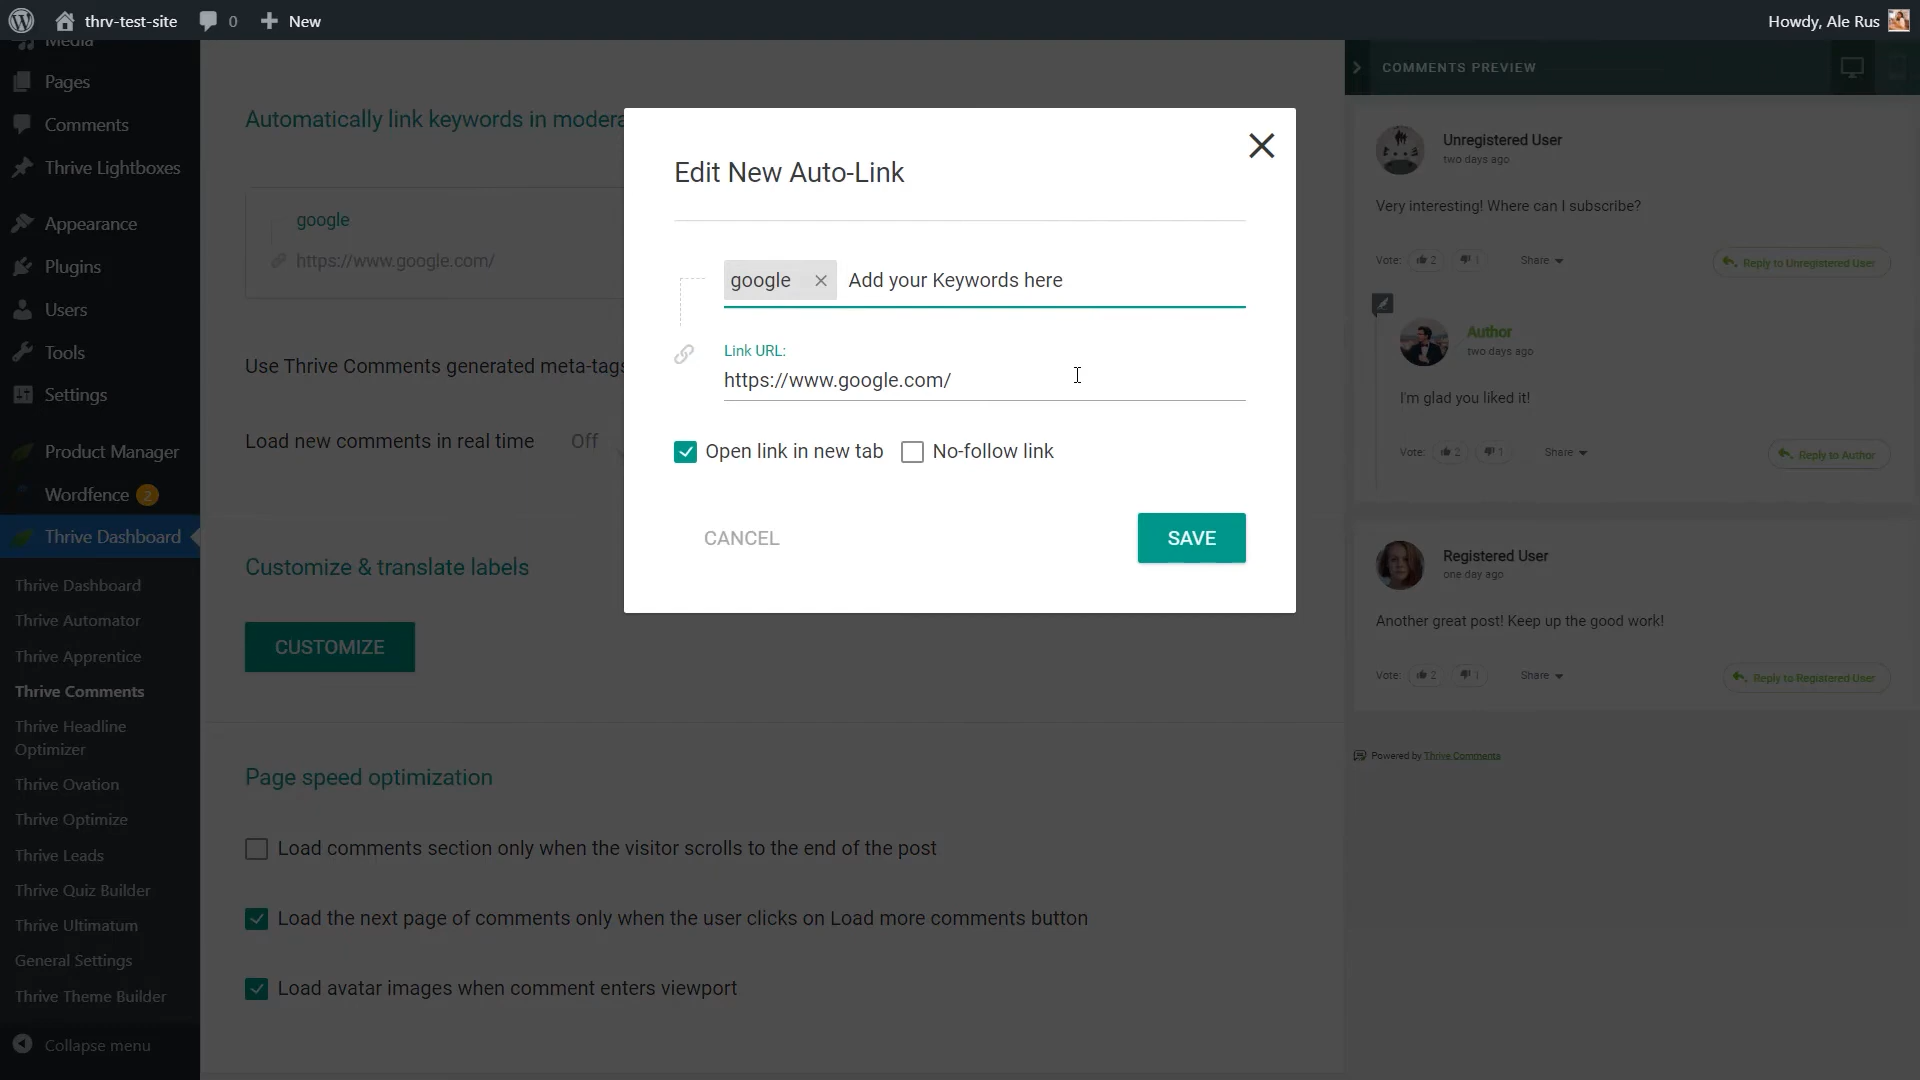 thrv-test-site
0
New
Howdy, Ale Rus
Media
Pages
Comments
Thrive Lightboxes
Appearance
Plugins
Users
Tools
Settings
Product Manager
Wordfence 2
Thrive Dashboard
Thrive Dashboard
Thrive Automator
Thrive Apprentice
Thrive Comments
Thrive Headline
Optimizer
Thrive Ovation
Thrive Optimize
Thrive Leads
Thrive Quiz Builder
Thrive Ultimatum
General Settings
Thrive Theme Builder
Collapse menu
Automatically link keywords in modera
google
https://www.google.com/
Use Thrive Comments generated meta-tags
Load new comments in real time Off
Customize & translate labels
CUSTOMIZE
Page speed optimization
Load comments section only when the visitor scrolls to the end of the post
Load the next page of comments only when the user clicks on Load more comments button
Load avatar images when comment enters viewport
Edit New Auto-Link
google Add your Keywords here
Link URL:
https://www.google.com/
Open link in new tab No-follow link
CANCEL SAVE
COMMENTS PREVIEW
Unregistered User
two days ago
Very interesting! Where can I subscribe?
Vote: 2 1 Share Reply to Unregistered User
Author
two days ago
I'm glad you liked it!
Vote: 2 1 Share Reply to Author
Registered User
one day ago
Another great post! Keep up the good work!
Vote: 2 1 Share Reply to Registered User
Powered by Thrive Comments